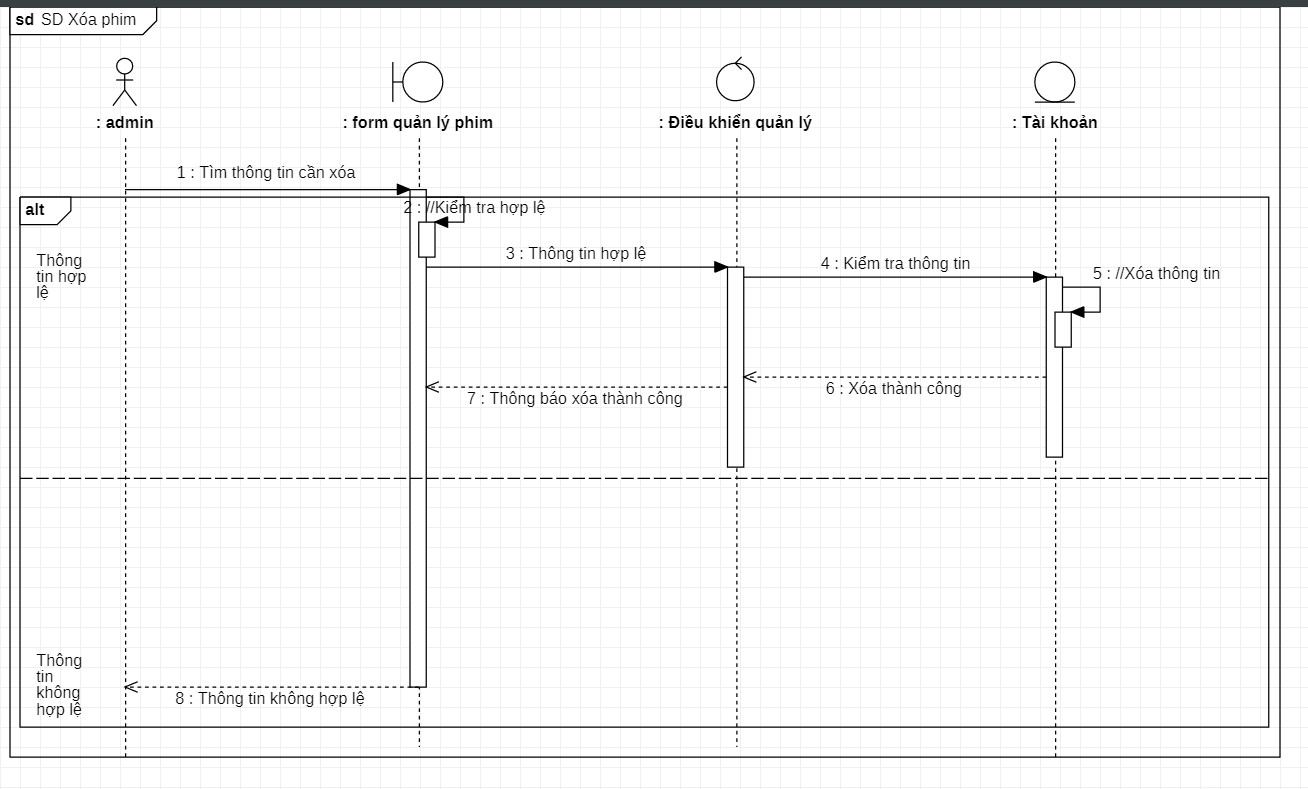 sd SD Xóa phim
: admin
: form quản lý phim
: Điều khiển quản lý
: Tài khoản
1 : Tìm thông tin cần xóa
alt
2 : //Kiểm tra hợp lệ
Thông
tin hợp
lệ
3 : Thông tin hợp lệ
4 : Kiểm tra thông tin
5 : //Xóa thông tin
6 : Xóa thành công
7 : Thông báo xóa thành công
Thông
tin
không
hợp lệ
8 : Thông tin không hợp lệ